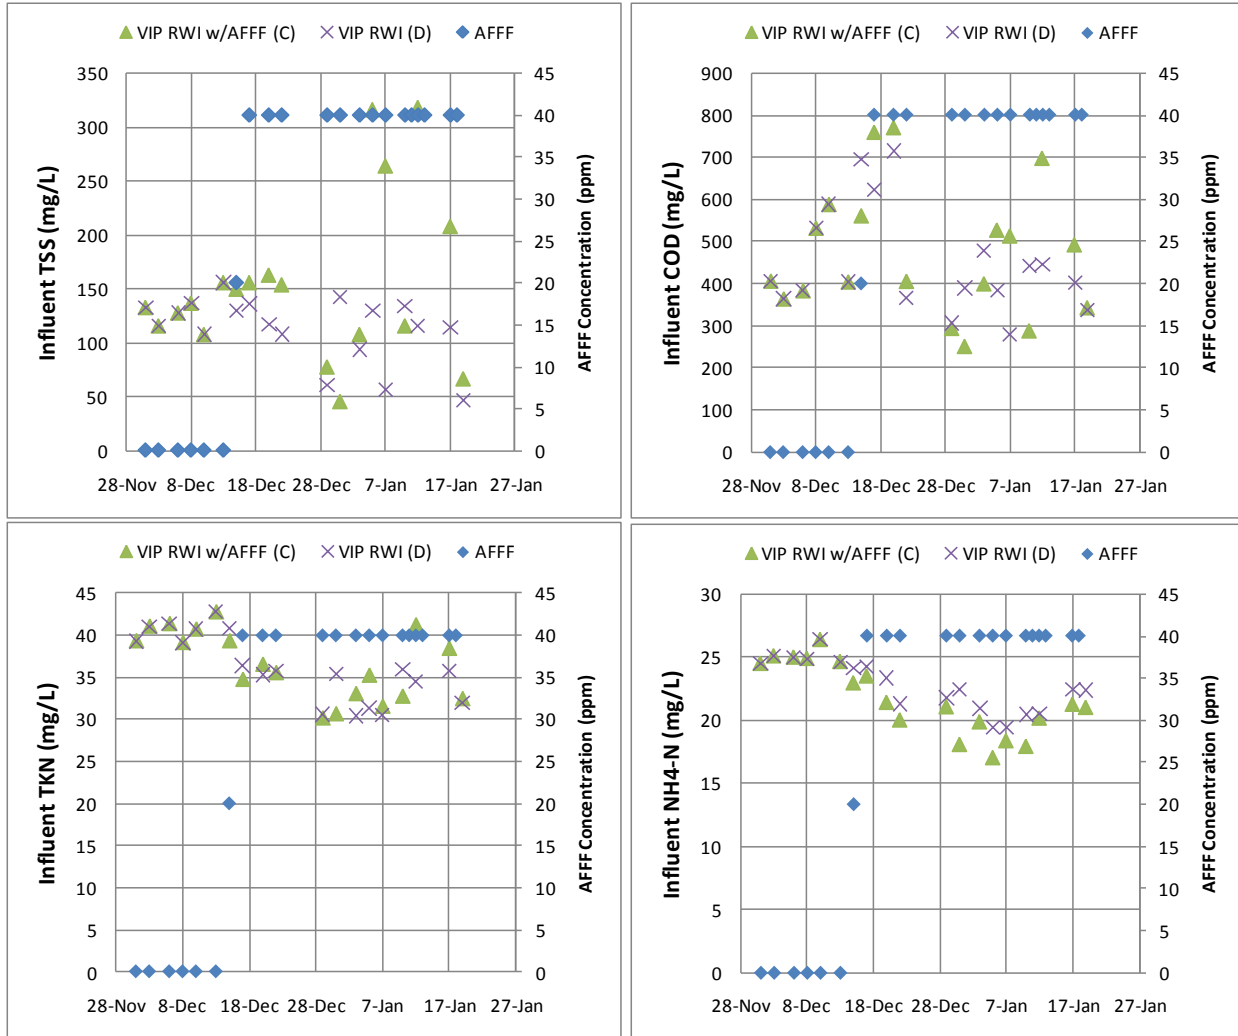 VIP RWI w/AFFF (C) VIP RWI (D) AFFF
350 45
300 40
250 35
200 30
150 25
100 20
50 15
0 10
5
0
Influent TSS (mg/L)
AFFF Concentration (ppm)
28-Nov 8-Dec 18-Dec 28-Dec 7-Jan 17-Jan 27-Jan
VIP RWI w/AFFF (C) VIP RWI (D) AFFF
900 45
800 40
700 35
600 30
500 25
400 20
300 15
200 10
100 5
0 0
Influent COD (mg/L)
AFFF Concentration (ppm)
28-Nov 8-Dec 18-Dec 28-Dec 7-Jan 17-Jan 27-Jan
VIP RWI w/AFFF (C) VIP RWI (D) AFFF
45 45
40 40
35 35
30 30
25 25
20 20
15 15
10 10
5 5
0 0
Influent TKN (mg/L)
AFFF Concentration (ppm)
28-Nov 8-Dec 18-Dec 28-Dec 7-Jan 17-Jan 27-Jan
VIP RWI w/AFFF (C) VIP RWI (D) AFFF
30 45
25 40
20 35
15 30
10 25
5 20
0 15
10
5
0
Influent NH4-N (mg/L)
AFFF Concentration (ppm)
28-Nov 8-Dec 18-Dec 28-Dec 7-Jan 17-Jan 27-Jan